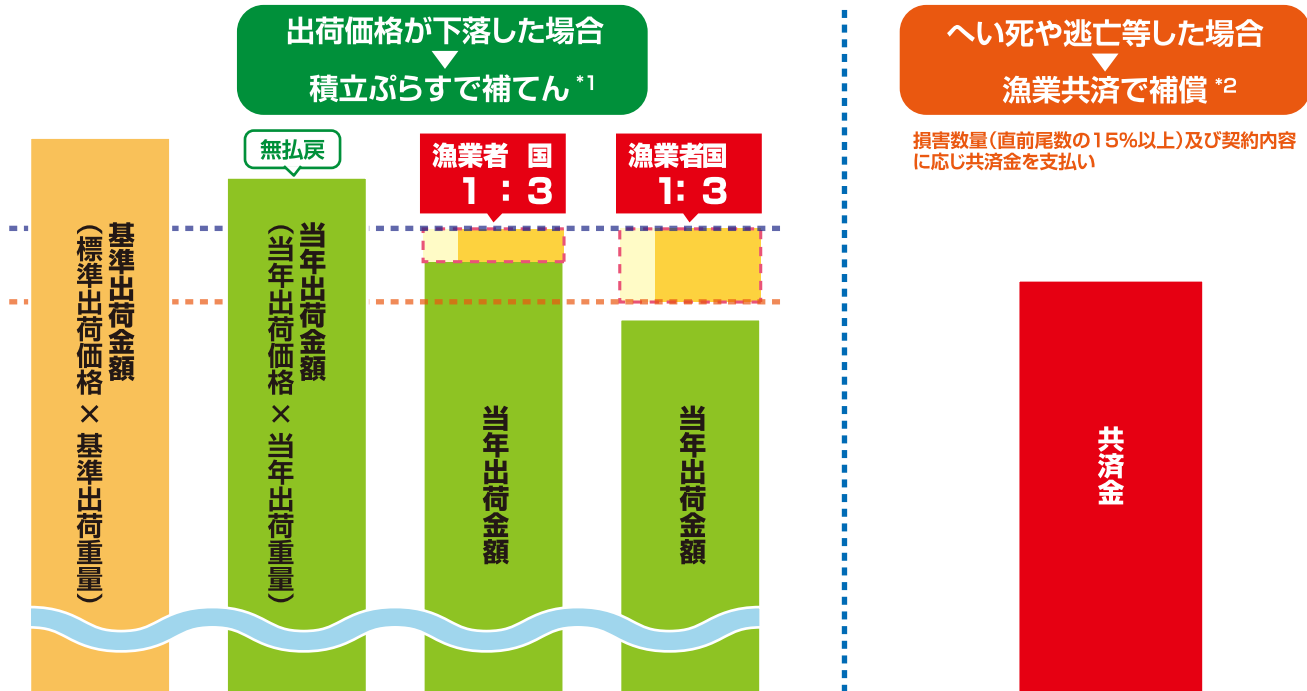 出荷価格が下落した場合
▼
積立ぷらすで補てん *1
へい死や逃亡等した場合
▼
漁業共済で補償 *2
損害数量(直前尾数の15%以上)及び契約内容
に応じ共済金を支払い
無払戻
漁業者 国
1 : 3
漁業者国
1: 3
基準出荷金額
(標準出荷価格×基準出荷重量)
当年出荷金額
(当年出荷価格×当年出荷重量)
当年出荷金額
当年出荷金額
共済金